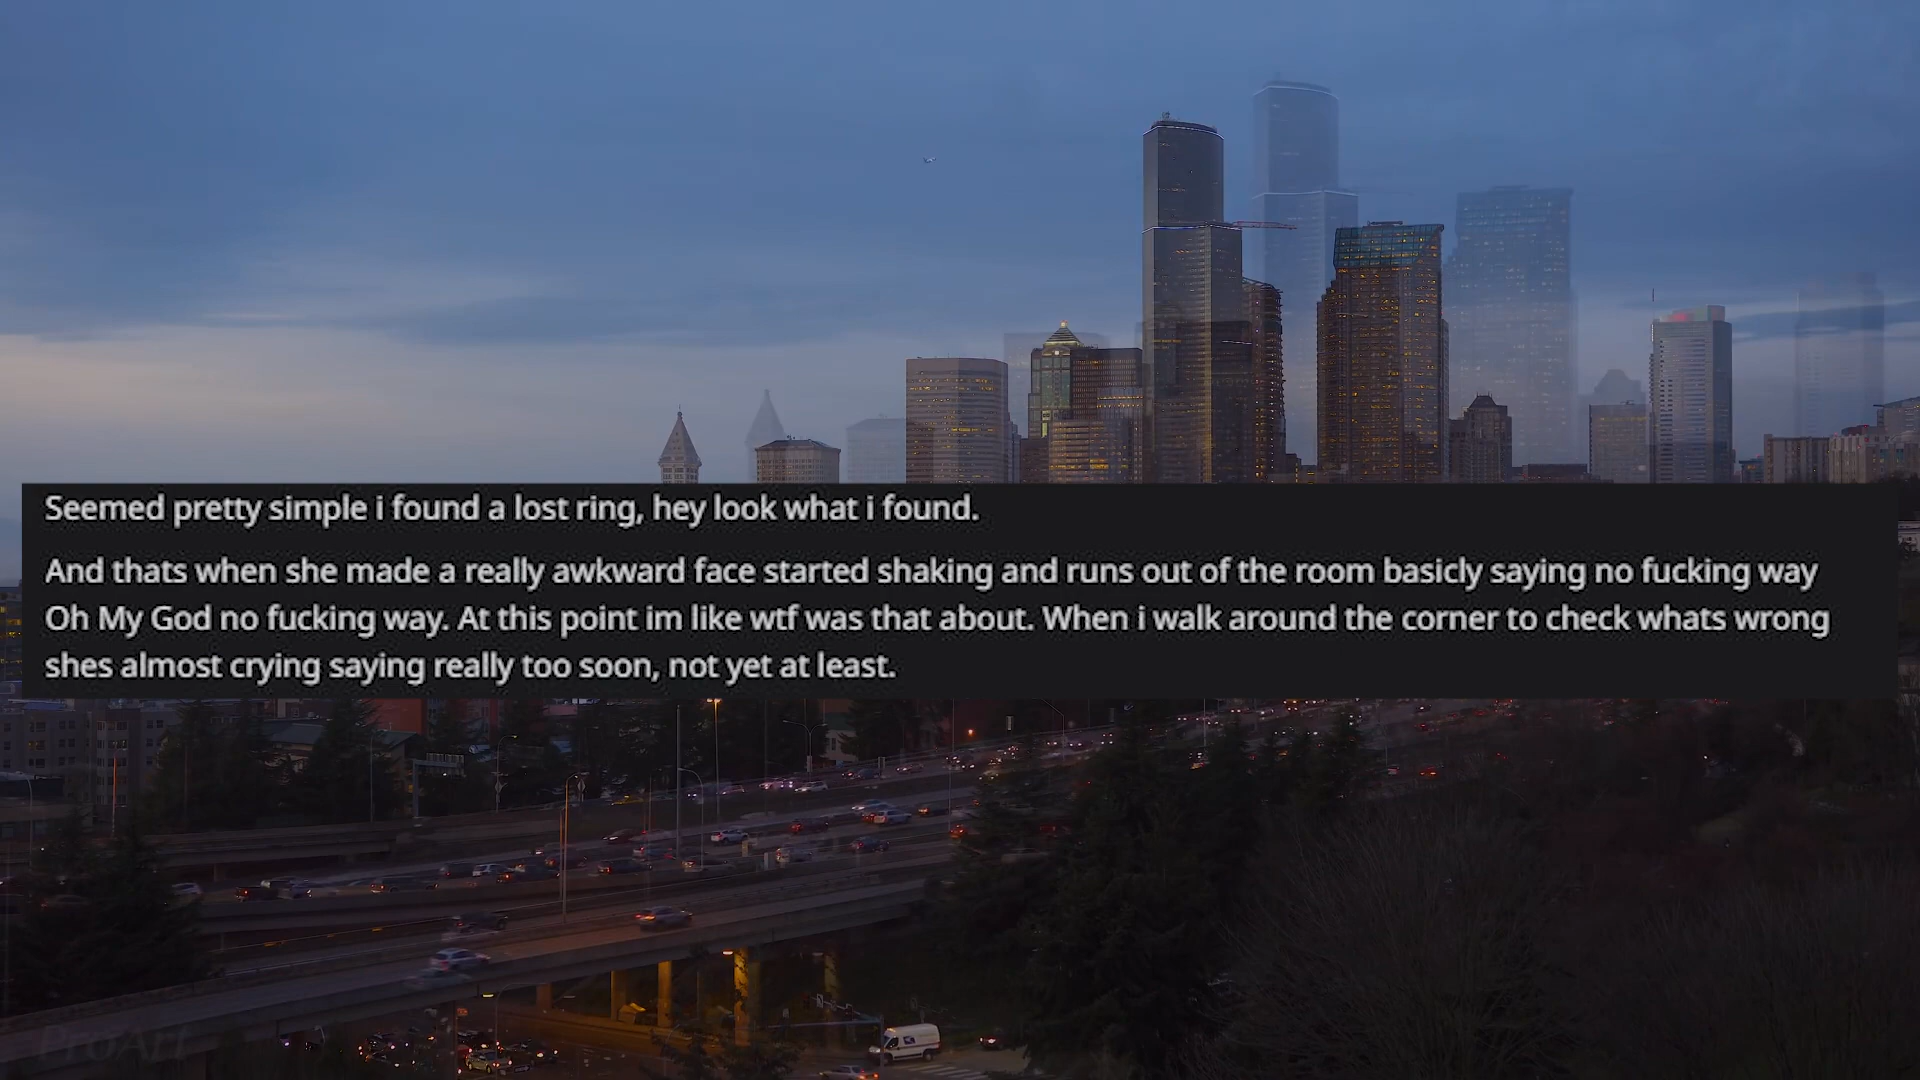 Seemed pretty simple i found a lost ring, hey look what i found.
And thats when she made a really awkward face started shaking and runs out of the room basicly saying no fucking way
Oh My God no fucking way. At this point im like wtf was that about. When i walk around the corner to check whats wrong
shes almost crying saying really too soon, not yet at least.
ProArt